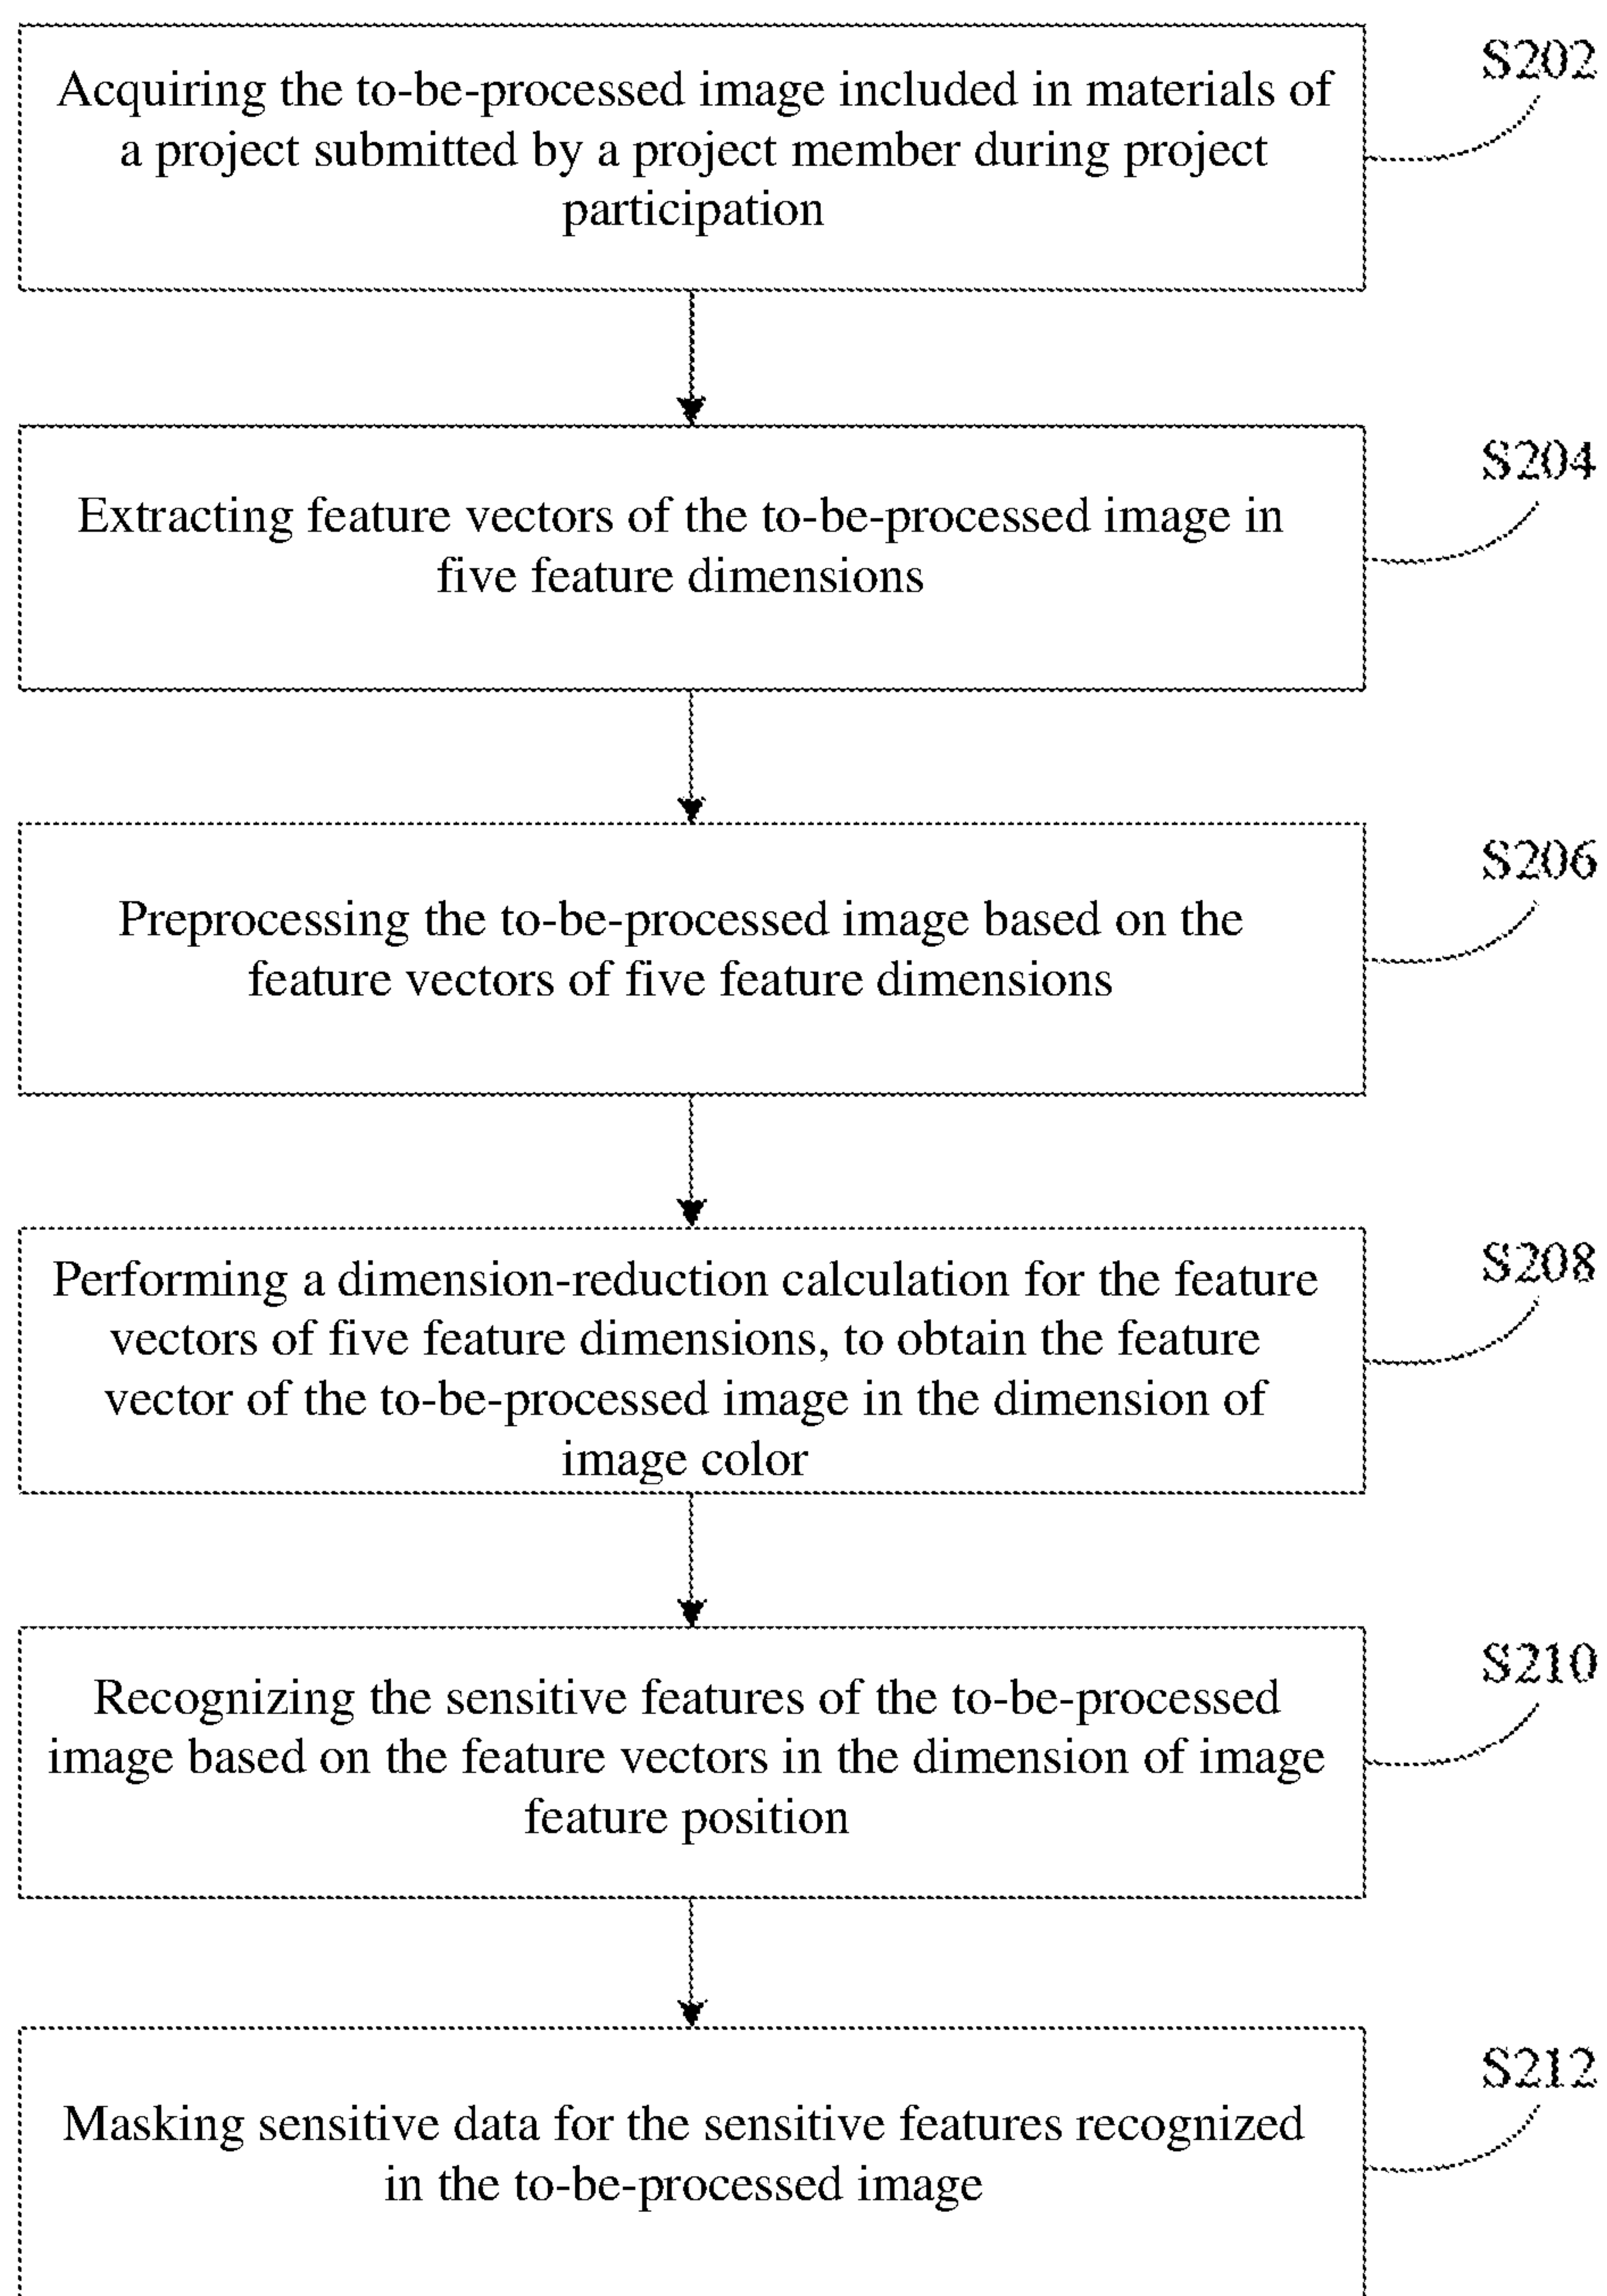 Acquiring the to-be-processed image included in materials of
a project submitted by a project member during project
participation
S202
Extracting feature vectors of the to-be-processed image in
five feature dimensions
S204
Preprocessing the to-be-processed image based on the
feature vectors of five feature dimensions
S206
Performing a dimension-reduction calculation for the feature
vectors of five feature dimensions, to obtain the feature
vector of the to-be-processed image in the dimension of
image color
S208
Recognizing the sensitive features of the to-be-processed
image based on the feature vectors in the dimension of image
feature position
S210
Masking sensitive data for the sensitive features recognized
in the to-be-processed image
S212